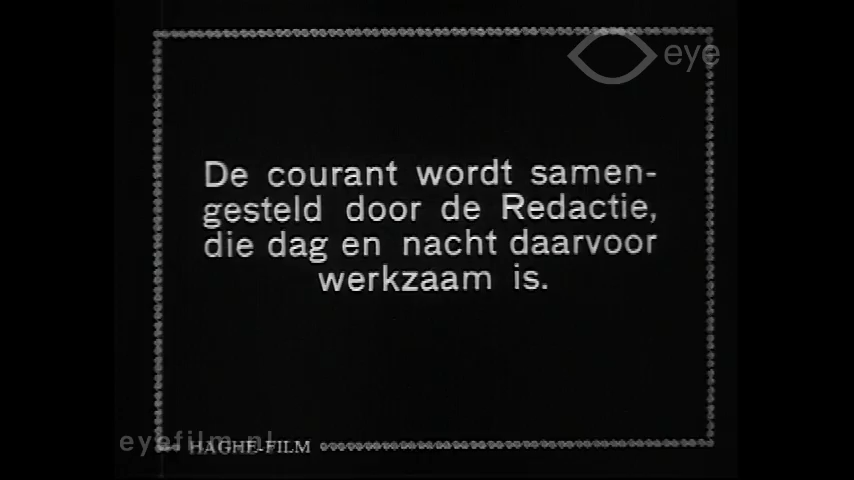 eye
De courant wordt samen-
gesteld door de Redactie,
die dag en nacht daarvoor
werkzaam is.
eyefilm.nl
HAGHE-FILM